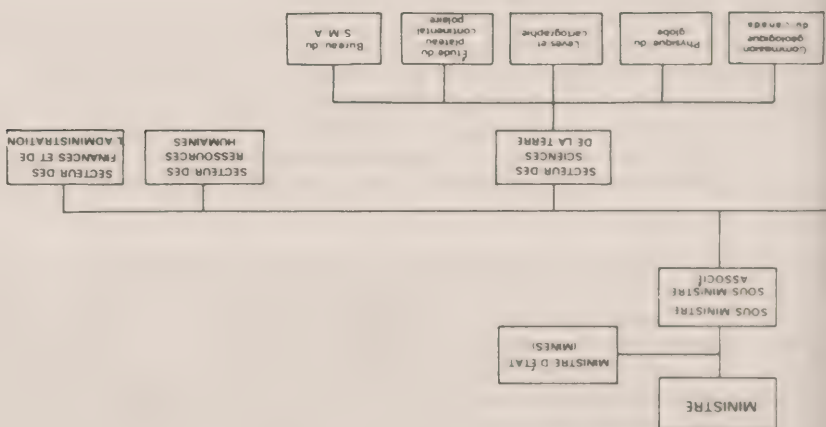 MINISTRE
MINISTRE D ÉTAT
(MINES)
SOUS MINISTRE
SOUS MINISTRE
ASSOCIÉ
SECTEUR DES
SCIENCES
DE LA TERRE
SECTEUR DES
RESSOURCES
HUMAINES
SECTEUR DES
FINANCES ET DE
L ADMINISTRATION
Commission
géologique
du Canada
Physique du
globe
Levés et
cartographie
Étude du
plateau
continental
polaire
Bureau du
S M A